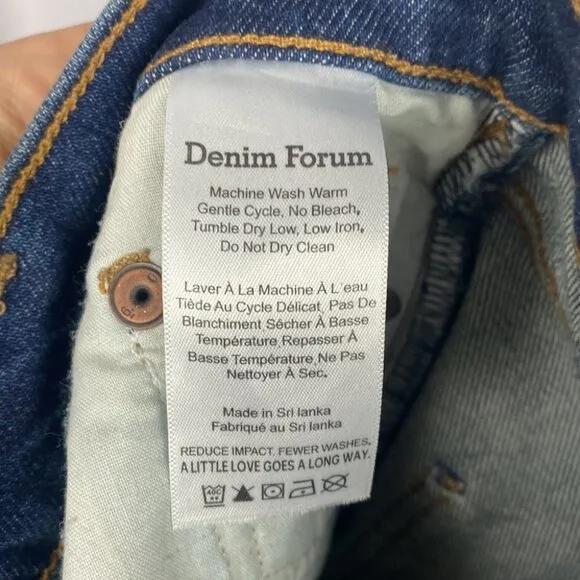 Denim Forum
Machine Wash Warm
Gentle Cycle, No Bleach,
Tumble Dry Low, Low Iron,
Do Not Dry Clean
Laver À La Machine À L'eau
Tiède Au Cycle Délicat, Pas De
Blanchiment Sécher À Basse
Température, Repasser À
Basse Température, Ne Pas
Nettoyer À Sec.
Made in Sri lanka
Fabriqué au Sri lanka
REDUCE IMPACT. FEWER WASHES.
A LITTLE LOVE GOES A LONG WAY.
40C